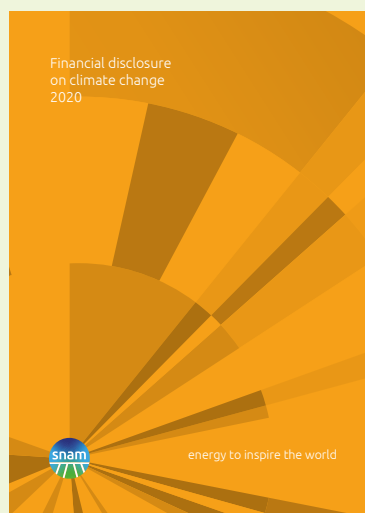 Financial disclosure
on climate change
2020
snam
energy to inspire the world